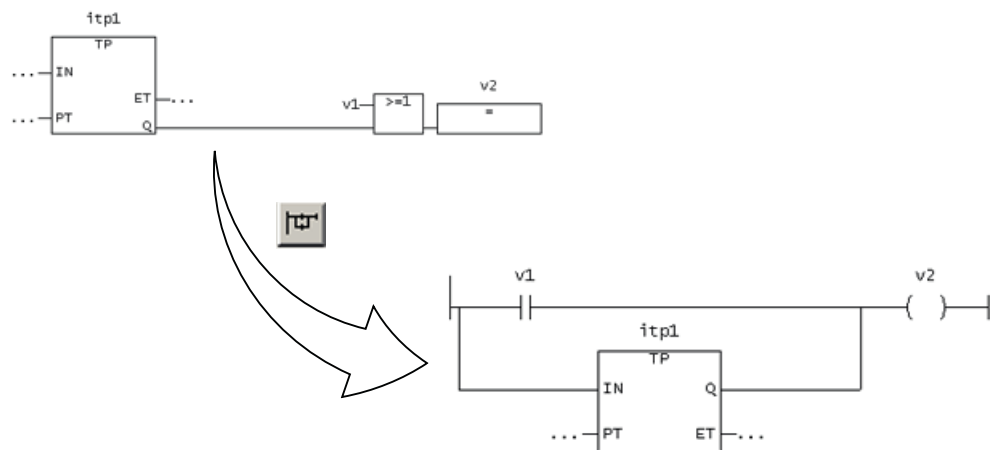 itp1
TP
... IN
ET ...
... PT
Q
v1 >=1
v2
=
v1
v2
( )
itp1
TP
IN Q
... PT ET ...